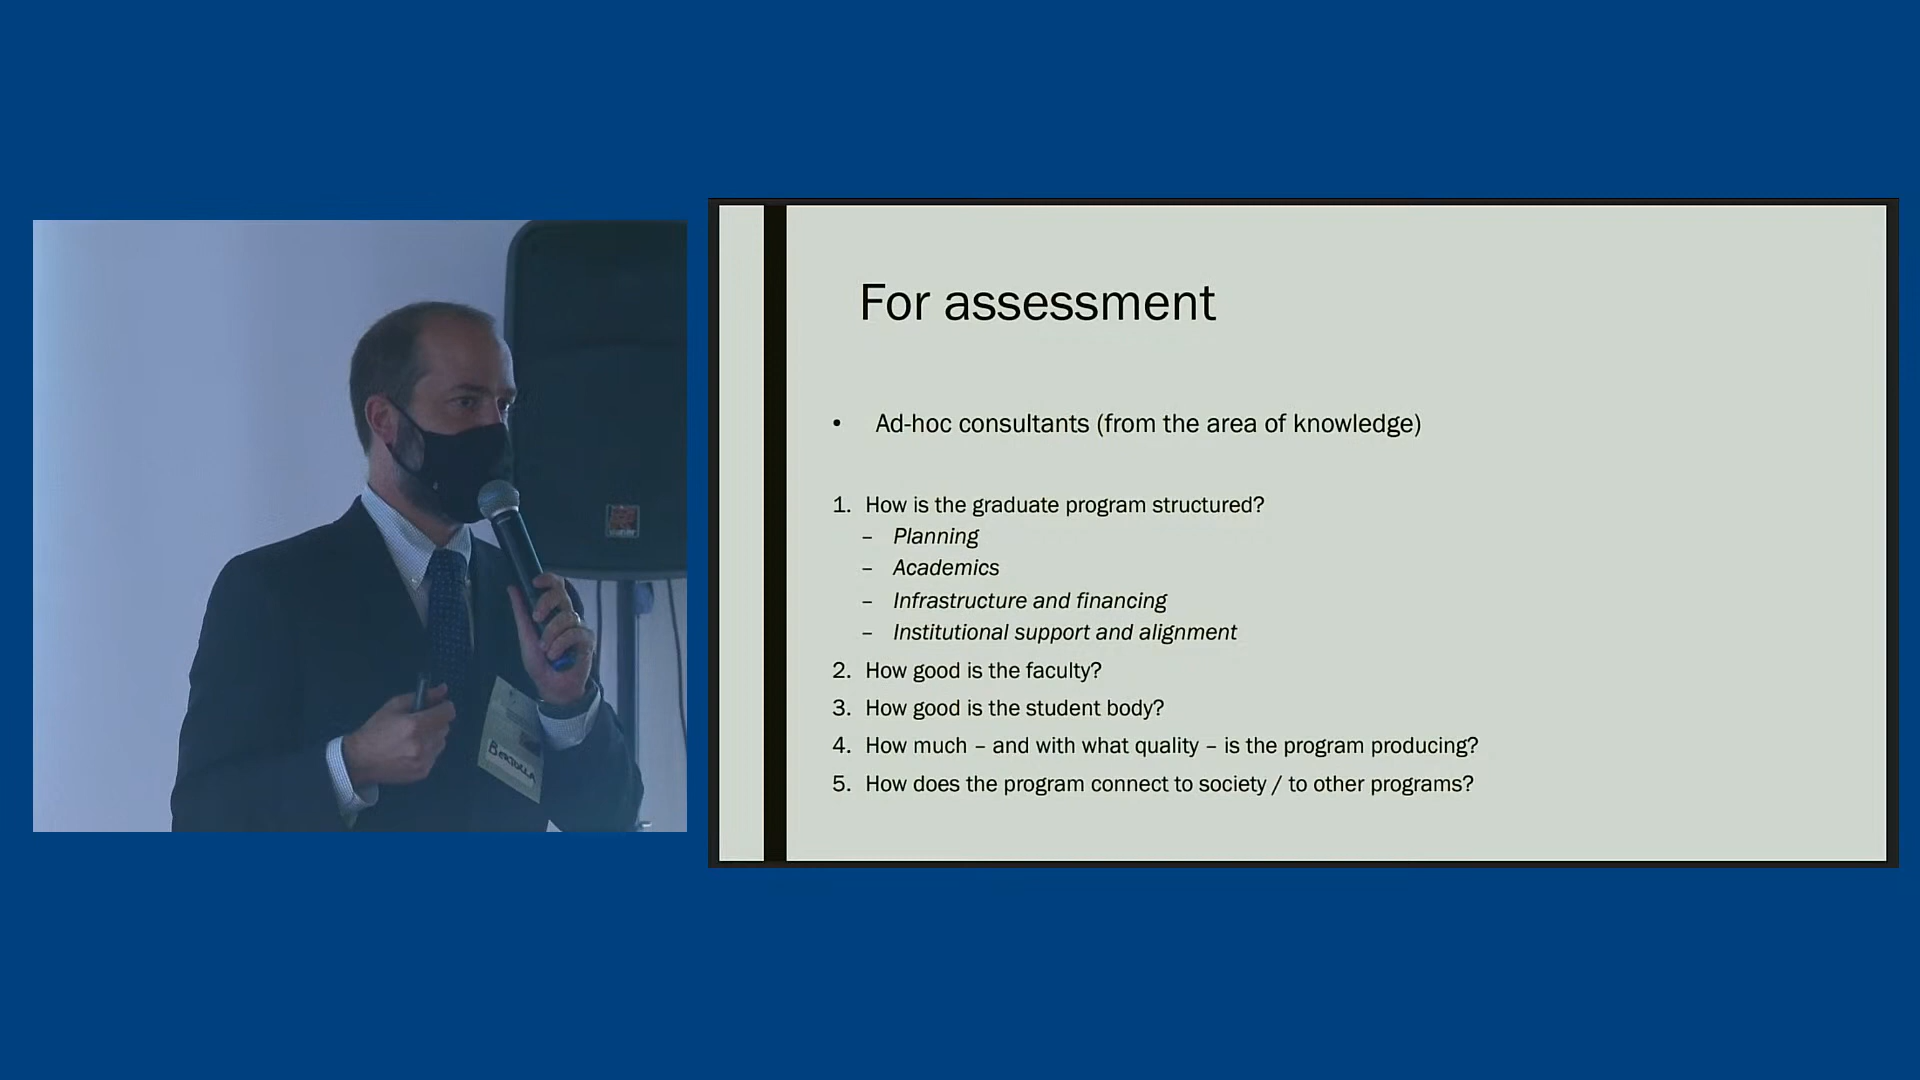 For assessment
• Ad-hoc consultants (from the area of knowledge)
1. How is the graduate program structured?
– Planning
– Academics
– Infrastructure and financing
– Institutional support and alignment
2. How good is the faculty?
3. How good is the student body?
4. How much – and with what quality – is the program producing?
5. How does the program connect to society / to other programs?